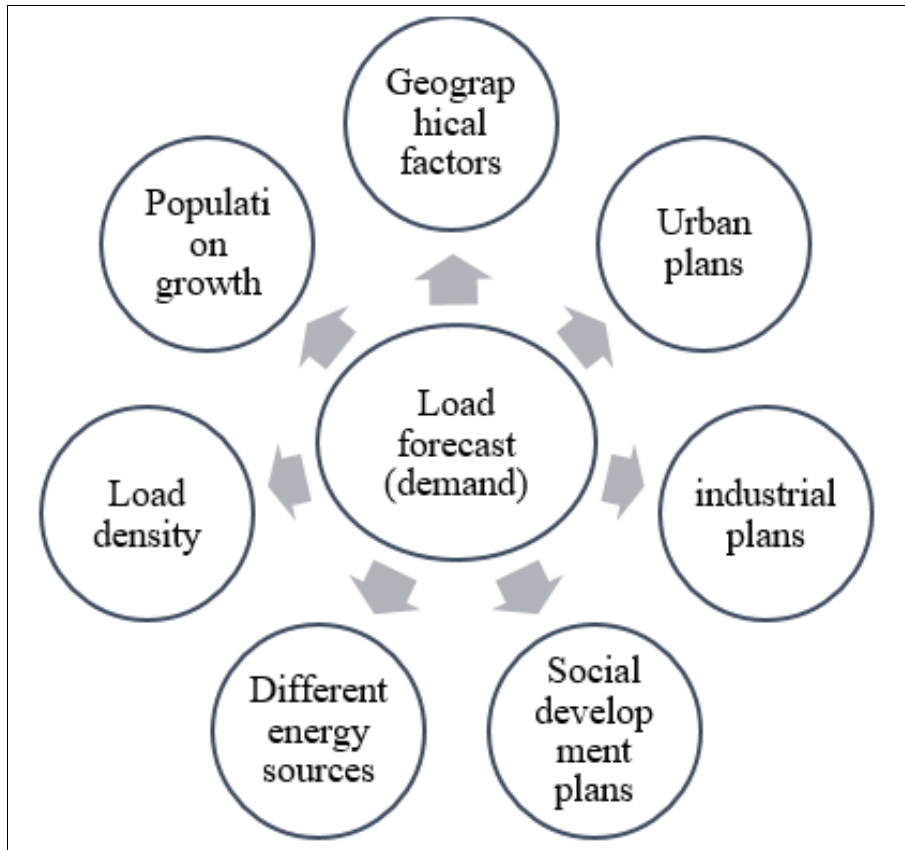 Geograp
hical
factors
Urban
plans
industrial
plans
Social
develop
ment
plans
Different
energy
sources
Load
density
Populati
on
growth
Load
forecast
(demand)